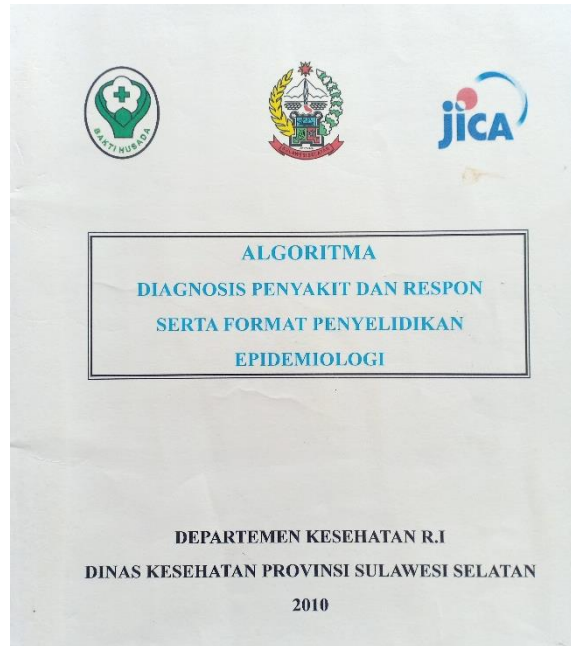 BAKTI HUSADA
jICA
ALGORITMA
DIAGNOSIS PENYAKIT DAN RESPON
SERTA FORMAT PENYELIDIKAN
EPIDEMIOLOGI
DEPARTEMEN KESEHATAN R.I
DINAS KESEHATAN PROVINSI SULAWESI SELATAN
2010